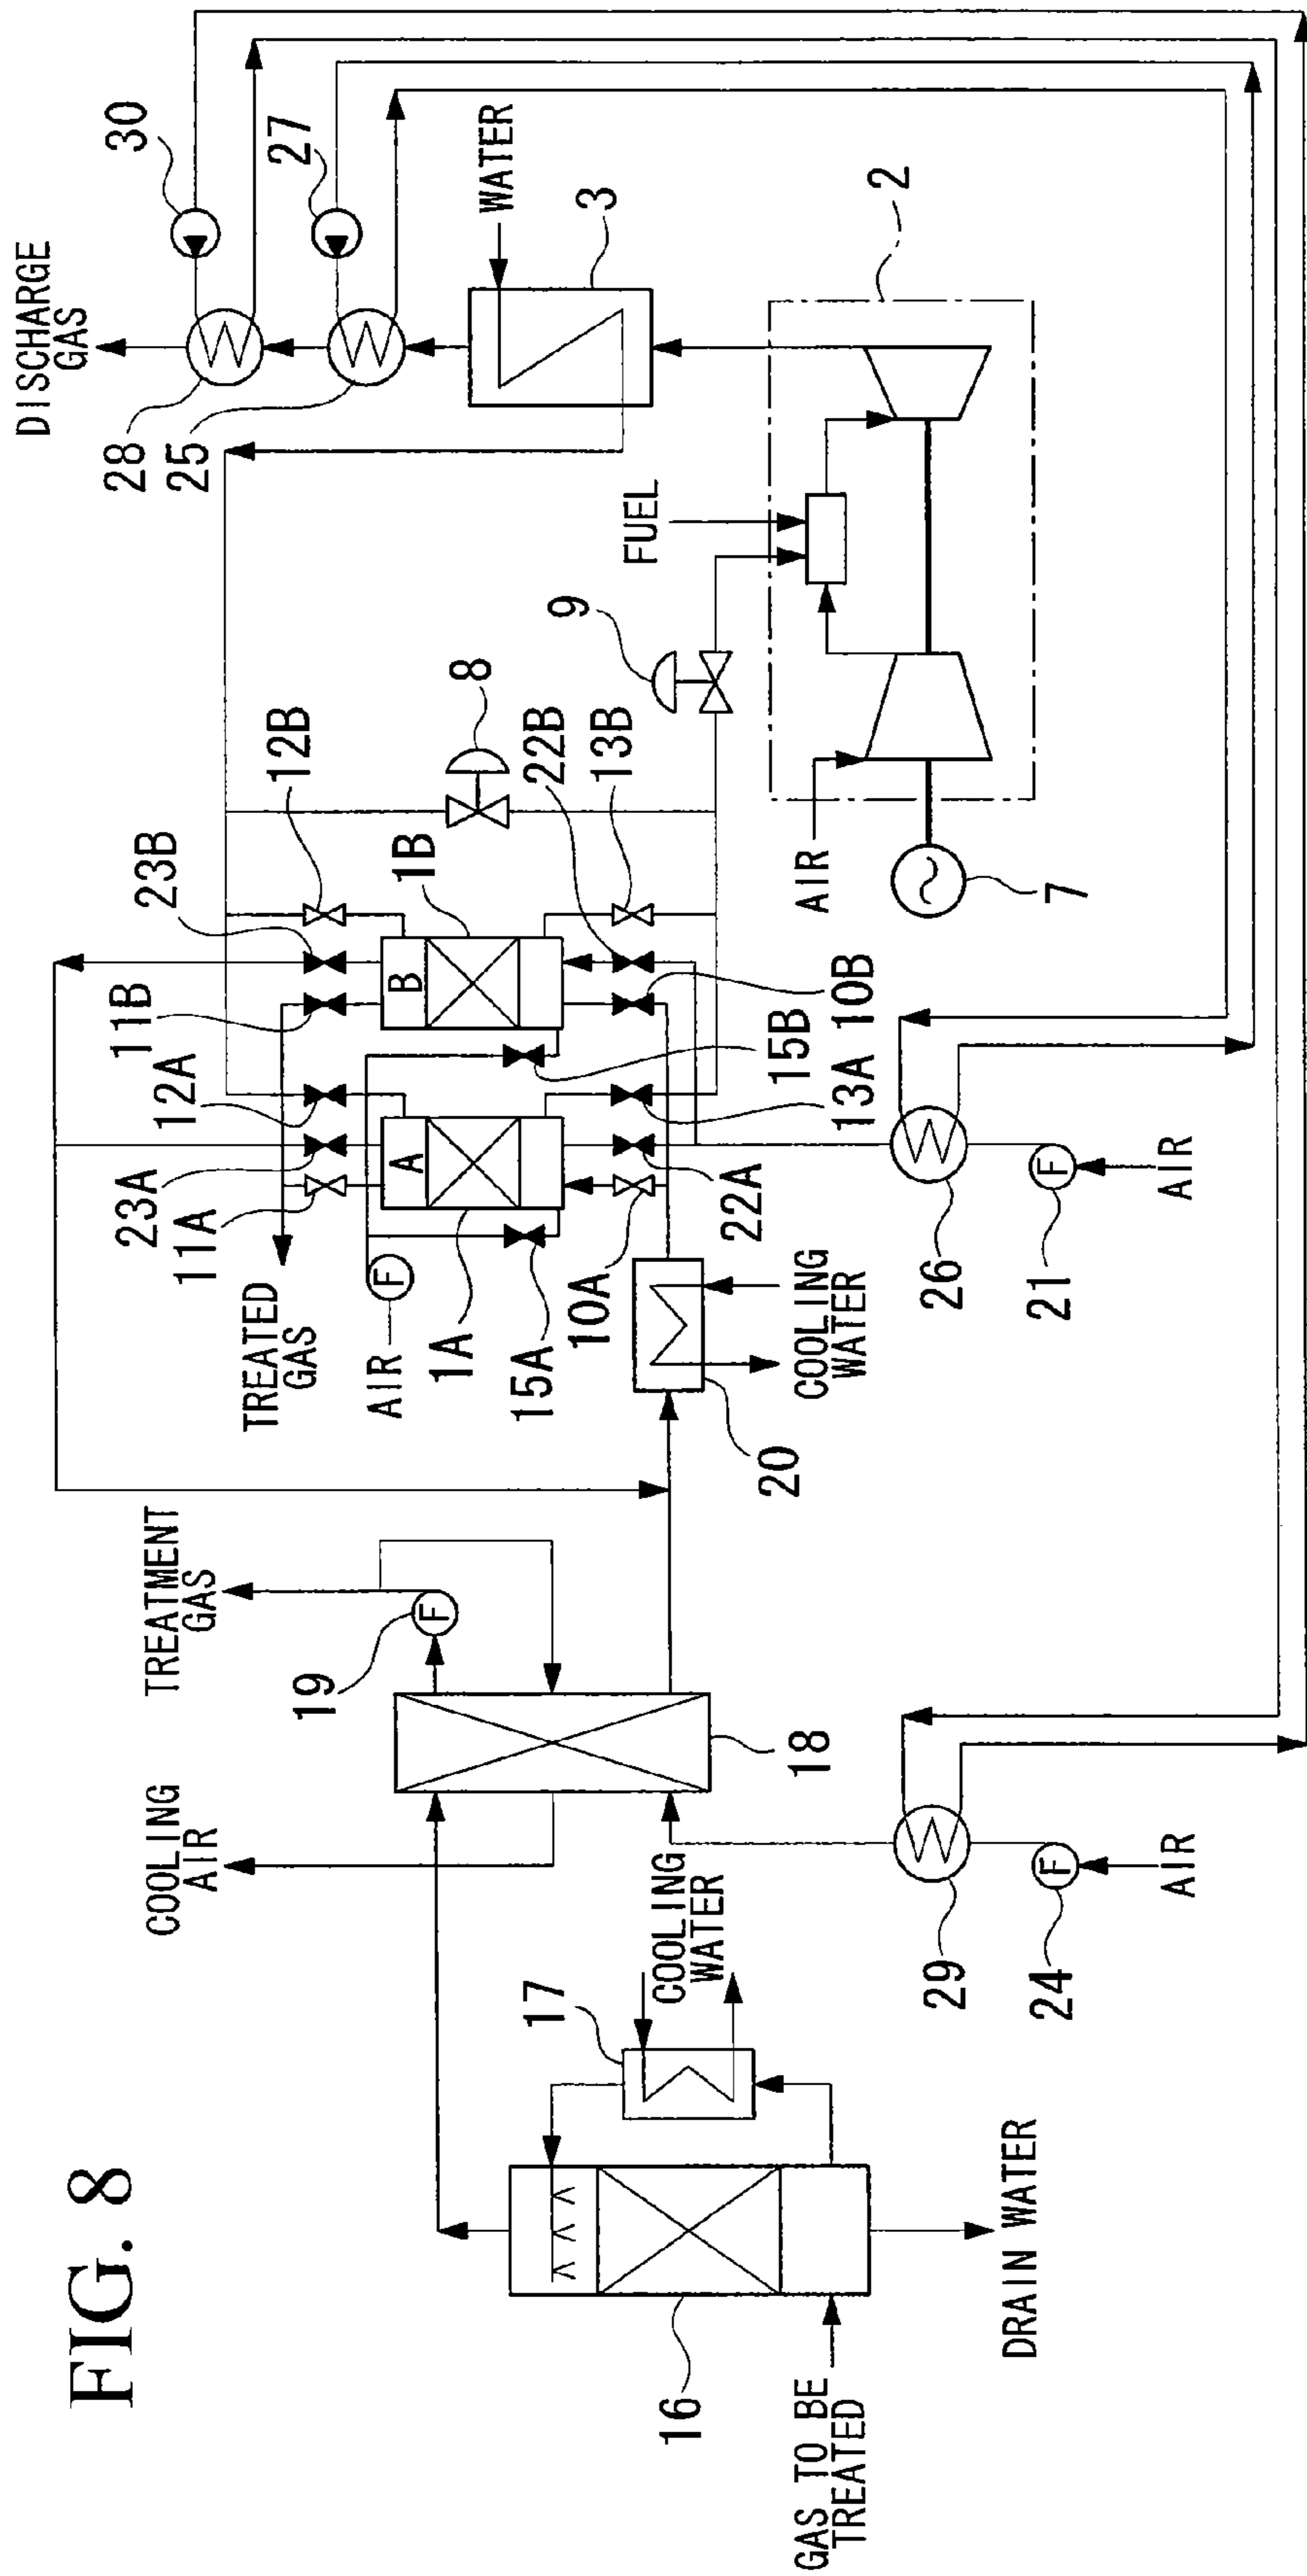 FIG. 8
GAS TO BE
TREATED
16
DRAIN WATER
17
COOLING
WATER
COOLING
AIR
18
19
F
TREATMENT
GAS
29
24
F
AIR
20
COOLING
WATER
TREATED
GAS
AIR
F
1A
15A
10A
11A
23A
12A
A
22A
13A
15B
10B
11B
23B
12B
B
1B
22B
13B
8
9
26
21
F
AIR
7
AIR
FUEL
2
3
WATER
25
28
27
30
DISCHARGE
GAS